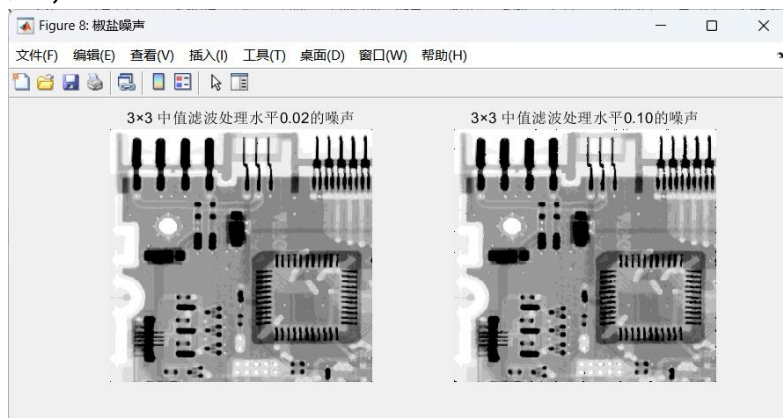 Figure 8: 椒盐噪声
文件(F) 编辑(E) 查看(V) 插入(I) 工具(T) 桌面(D) 窗口(W) 帮助(H)
3×3 中值滤波处理水平0.02的噪声
3×3 中值滤波处理水平0.10的噪声